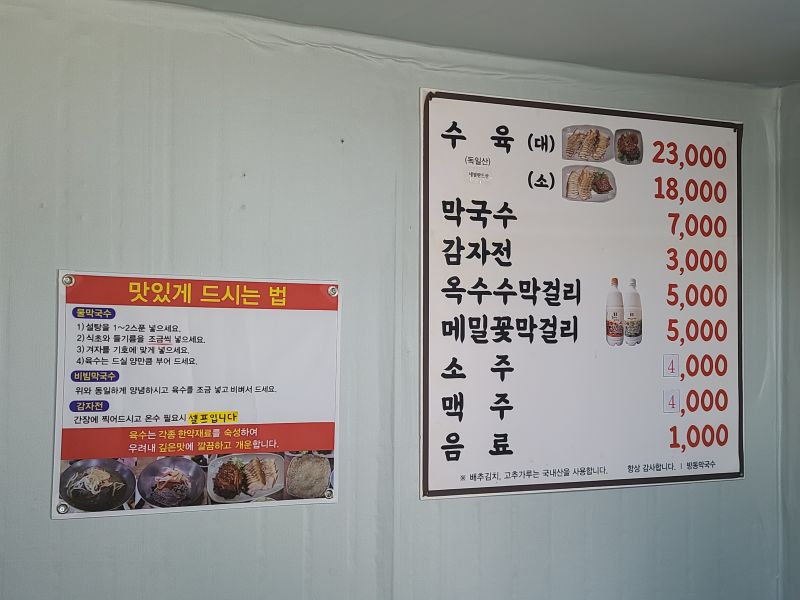 맛있게 드시는 법
물막국수
1)설탕을 1~2스푼 넣으세요.
2)식초와 들기름을 조금씩 넣으세요.
3)겨자를 기호에 맞게 넣으세요.
4)육수는 드실 양만큼 부어 드세요.
비빔막국수
위와 동일하게 양념하시고 육수를 조금 넣고 비벼서 드세요.
감자전
간장에 찍어드시고 온수 필요시 셀프입니다
육수는 각종 한약재료를 숙성하여
우려내 깊은맛에 깔끔하고 개운합니다.
수 육 (대) 23,000
(독일산)
(소) 18,000
막국수 7,000
감자전 3,000
옥수수막걸리 5,000
메밀꽃막걸리 5,000
소 주 4,000
맥 주 4,000
음 료 1,000
※ 배추김치, 고추가루는 국내산을 사용합니다. 항상 감사합니다. | 방동막국수